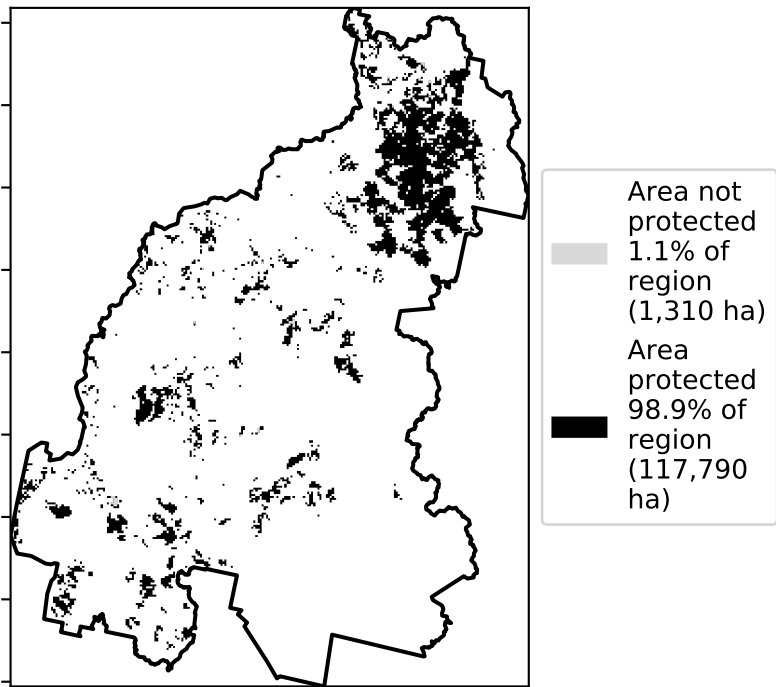 Area not
protected
1.1% of
region
(1,310 ha)
Area
protected
98.9% of
region
(117,790
ha)